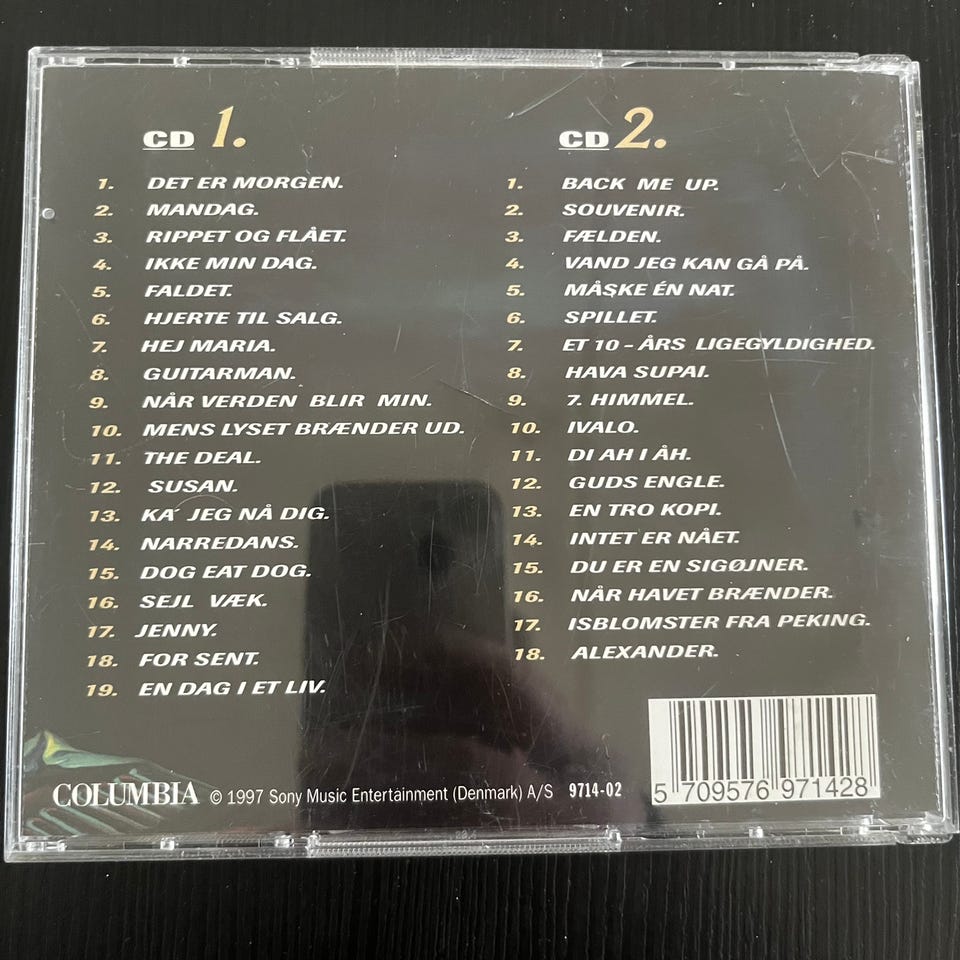 CD 1.
1. DET ER MORGEN.
2. MANDAG.
3. RIPPET OG FLÅET.
4. IKKE MIN DAG.
5. FALDET.
6. HJERTE TIL SALG.
7. HEJ MARIA.
8. GUITARMAN.
9. NÅR VERDEN BLIR MIN.
10. MENS LYSET BRÆNDER UD.
11. THE DEAL.
12. SUSAN.
13. KA´ JEG NÅ DIG.
14. NARREDANS.
15. DOG EAT DOG.
16. SEJL VÆK.
17. JENNY.
18. FOR SENT.
19. EN DAG I ET LIV.
CD 2.
1. BACK ME UP.
2. SOUVENIR.
3. FÆLDEN.
4. VAND JEG KAN GÅ PÅ.
5. MÅSKE ÉN NAT.
6. SPILLET.
7. ET 10 - ÅRS LIGEGYLDIGHED.
8. HAVA SUPAI.
9. 7. HIMMEL.
10. IVALO.
11. DI AH I ÅH.
12. GUDS ENGLE.
13. EN TRO KOPI.
14. INTET ER NÅET.
15. DU ER EN SIGØJNER.
16. NÅR HAVET BRÆNDER.
17. ISBLOMSTER FRA PEKING.
18. ALEXANDER.
COLUMBIA © 1997 Sony Music Entertainment (Denmark) A/S 9714-02
5 709576 971428